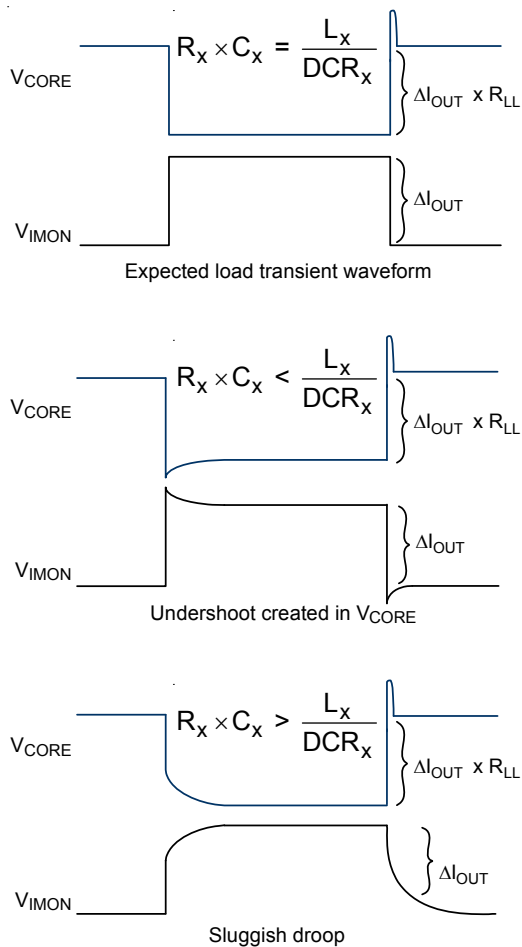 R_X × C_X = L_X / DCR_X
V_CORE
ΔI_OUT x R_LL
ΔI_OUT
V_IMON
Expected load transient waveform
R_X × C_X < L_X / DCR_X
V_CORE
ΔI_OUT x R_LL
ΔI_OUT
V_IMON
Undershoot created in V_CORE
R_X × C_X > L_X / DCR_X
V_CORE
ΔI_OUT x R_LL
ΔI_OUT
V_IMON
Sluggish droop